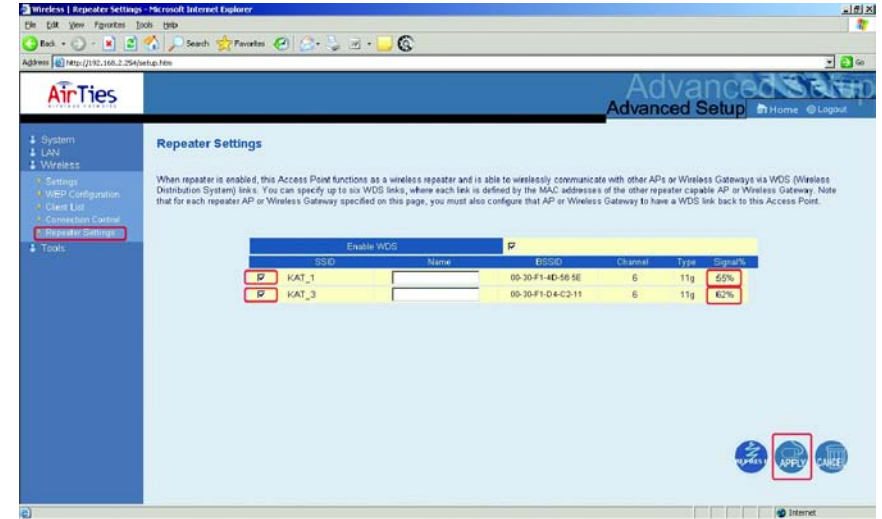 Wireless | Repeater Settings - Microsoft Internet Explorer
File Edit View Favorites Tools Help
Back Search Favorites
Address http://192.168.2.254/setup.htm Go
AirTies
WIRELESS NETWORKS
Advanced Setup
Advanced Setup Home Logout
System
LAN
Wireless
Settings
WEP Configuration
Client List
Connection Control
Repeater Settings
Tools
Repeater Settings
When repeater is enabled, this Access Point functions as a wireless repeater and is able to wirelessly communicate with other APs or Wireless Gateways via WDS (Wireless
Distribution System) links. You can specify up to six WDS links, where each link is defined by the MAC addresses of the other repeater capable AP or Wireless Gateway. Note
that for each repeater AP or Wireless Gateway specified on this page, you must also configure that AP or Wireless Gateway to have a WDS link back to this Access Point.
Enable WDS
SSID Name BSSID Channel Type Signal%
KAT_1 00-30-F1-4D-56-5E 6 11g 55%
KAT_3 00-30-F1-D4-C2-11 6 11g 62%
REFRESH APPLY CANCEL
Internet